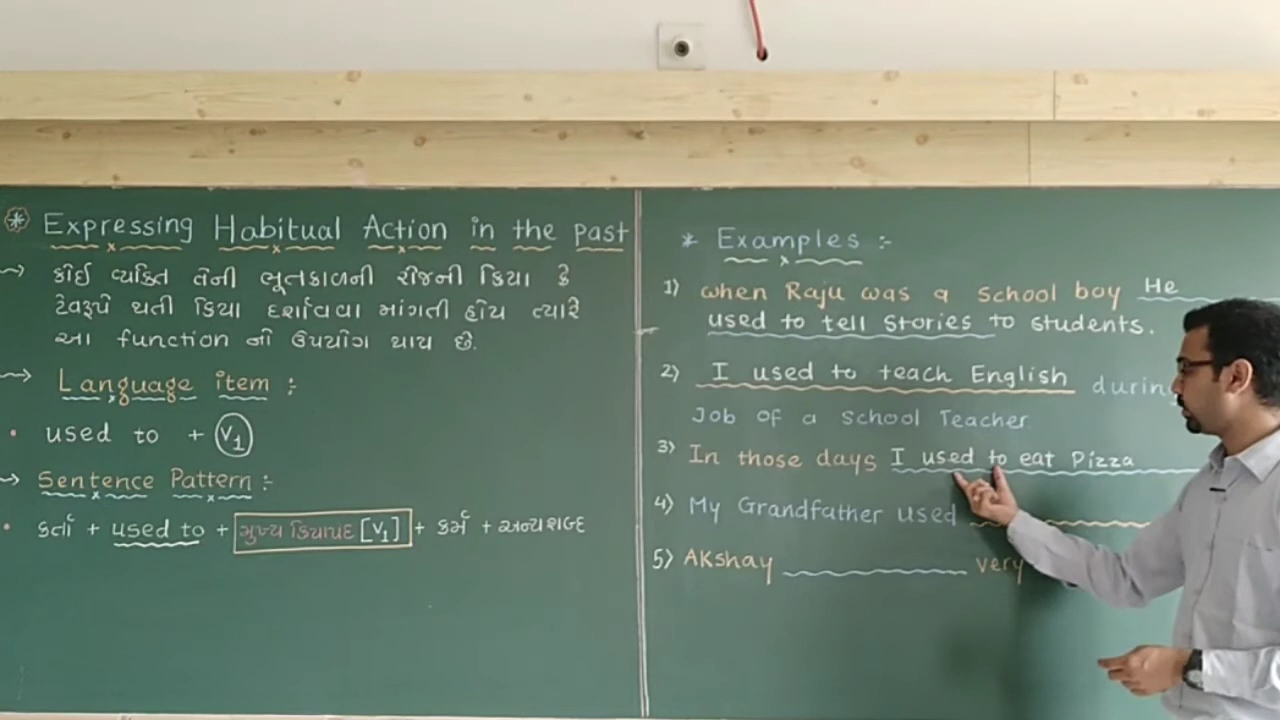 * Expressing Habitual Action in the past
કોઈ વ્યક્તિ તેની ભૂતકાળની રોજની ક્રિયા કે
ટેવરૂપે થતી ક્રિયા દર્શાવવા માંગતી હોય ત્યારે
આ function નો ઉપયોગ થાય છે.
Language item :
• used to + V1
Sentence Pattern :-
• કર્તા + used to + મુખ્ય ક્રિયાપદ [V1] + કર્મ + અન્યશબ્દ
* Examples :-
1) when Raju was a school boy He
used to tell stories to students.
2) I used to teach English during
Job of a school Teacher
3) In those days I used to eat Pizza
4) My Grandfather used
5) Akshay very